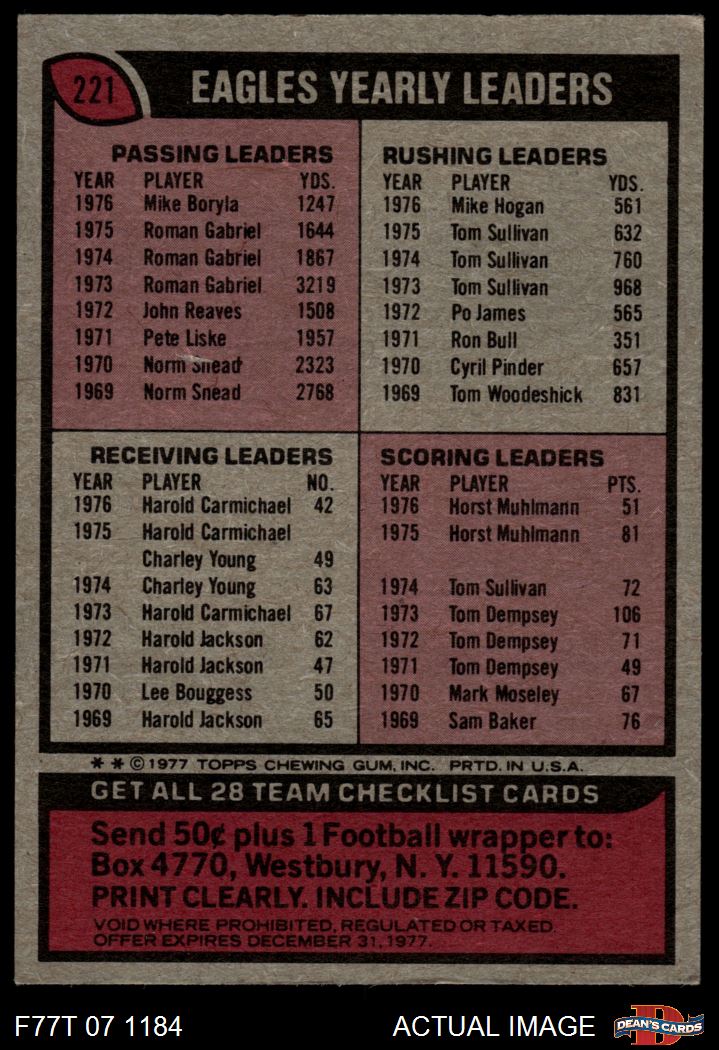 221
EAGLES YEARLY LEADERS
PASSING LEADERS
YEAR PLAYER YDS.
1976 Mike Boryla 1247
1975 Roman Gabriel 1644
1974 Roman Gabriel 1867
1973 Roman Gabriel 3219
1972 John Reaves 1508
1971 Pete Liske 1957
1970 Norm Snead 2323
1969 Norm Snead 2768
RUSHING LEADERS
YEAR PLAYER YDS.
1976 Mike Hogan 561
1975 Tom Sullivan 632
1974 Tom Sullivan 760
1973 Tom Sullivan 968
1972 Po James 565
1971 Ron Bull 351
1970 Cyril Pinder 657
1969 Tom Woodeshick 831
RECEIVING LEADERS
YEAR PLAYER NO.
1976 Harold Carmichael 42
1975 Harold Carmichael
Charley Young 49
1974 Charley Young 63
1973 Harold Carmichael 67
1972 Harold Jackson 62
1971 Harold Jackson 47
1970 Lee Bouggess 50
1969 Harold Jackson 65
SCORING LEADERS
YEAR PLAYER PTS.
1976 Horst Muhlmann 51
1975 Horst Muhlmann 81
1974 Tom Sullivan 72
1973 Tom Dempsey 106
1972 Tom Dempsey 71
1971 Tom Dempsey 49
1970 Mark Moseley 67
1969 Sam Baker 76
* * © 1977 TOPPS CHEWING GUM, INC. PRTD. IN U.S.A.
GET ALL 28 TEAM CHECKLIST CARDS
Send 50¢ plus 1 Football wrapper to:
Box 4770, Westbury, N. Y. 11590.
PRINT CLEARLY. INCLUDE ZIP CODE.
VOID WHERE PROHIBITED, REGULATED OR TAXED.
OFFER EXPIRES DECEMBER 31, 1977.
F77T 07 1184 ACTUAL IMAGE
D
DEAN'S CARDS